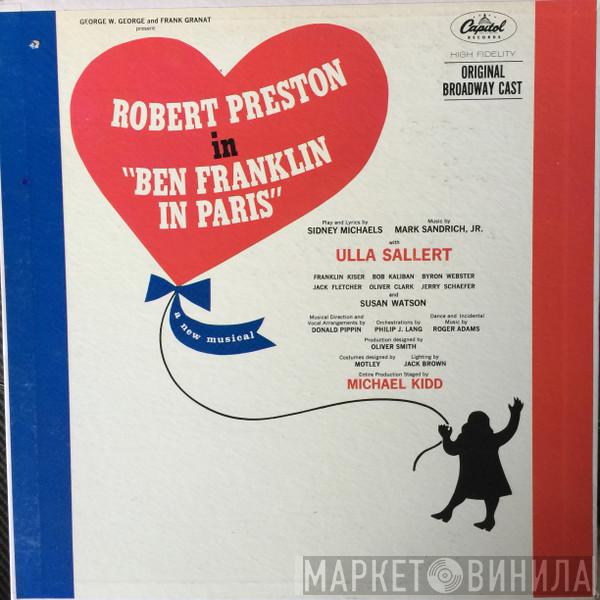 GEORGE W. GEORGE and FRANK GRANAT
present
Capitol
RECORDS
HIGH FIDELITY
ORIGINAL
BROADWAY CAST
ROBERT PRESTON
in
"BEN FRANKLIN
IN PARIS"
a new musical
Play and Lyrics by
SIDNEY MICHAELS
Music by
MARK SANDRICH, JR.
with
ULLA SALLERT
FRANKLIN KISER BOB KALIBAN BYRON WEBSTER
JACK FLETCHER OLIVER CLARK JERRY SCHAEFER
and
SUSAN WATSON
Musical Direction and
Vocal Arrangements by
DONALD PIPPIN
Orchestrations by
PHILIP J. LANG
Dance and Incidental
Music by
ROGER ADAMS
Production designed by
OLIVER SMITH
Costumes designed by
MOTLEY
Lighting by
JACK BROWN
Entire Production Staged by
MICHAEL KIDD
МАРКЕТ ВИНИЛА